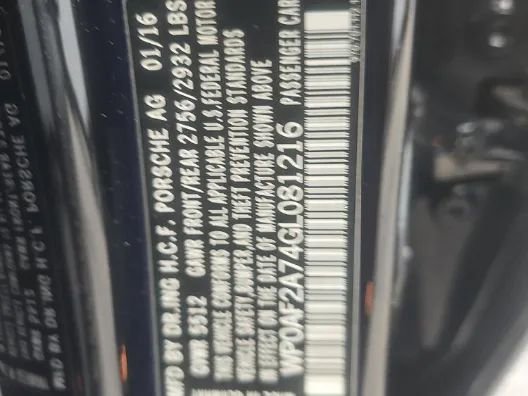 MFD BY DR.ING H.C.F. PORSCHE AG 01/16
GVWR 5512 GAWR FRONT/REAR 2756/2932 LBS
THIS VEHICLE CONFORMS TO ALL APPLICABLE U.S.FEDERAL MOTOR
VEHICLE SAFETY,BUMPER,AND THEFT PREVENTION STANDARDS
IN EFFECT ON THE DATE OF MANUFACTURE SHOWN ABOVE
WP0AF2A74GL081216 PASSENGER CAR